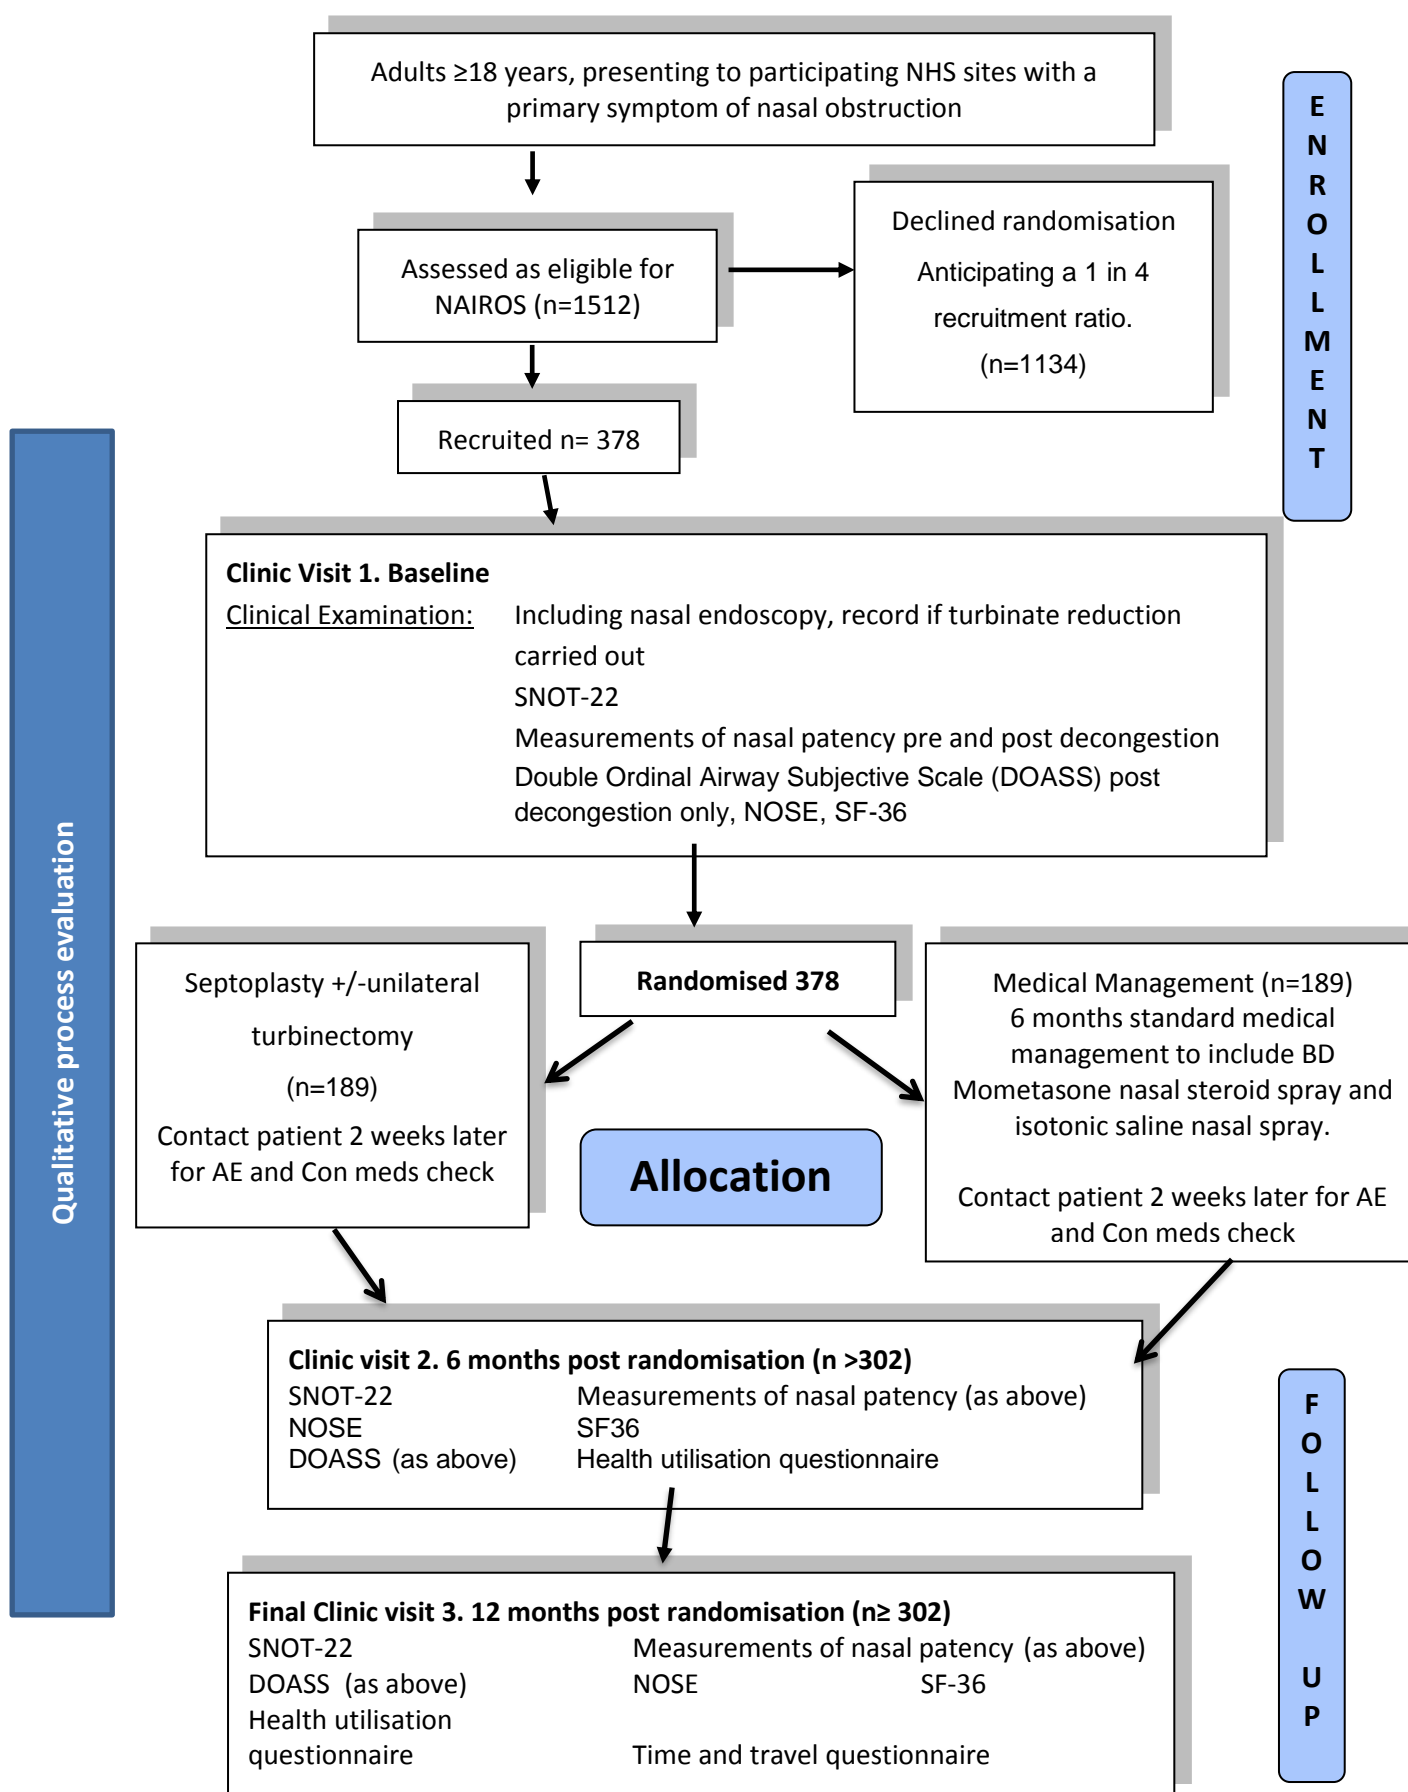 Adults ≥18 years, presenting to participating NHS sites with a
primary symptom of nasal obstruction
ENROLLMENT
Assessed as eligible for
NAIROS (n=1512)
Declined randomisation
Anticipating a 1 in 4
recruitment ratio.
(n=1134)
Recruited n= 378
Qualitative process evaluation
Clinic Visit 1. Baseline
Clinical Examination: Including nasal endoscopy, record if turbinate reduction
carried out
SNOT-22
Measurements of nasal patency pre and post decongestion
Double Ordinal Airway Subjective Scale (DOASS) post
decongestion only, NOSE, SF-36
Septoplasty +/-unilateral
turbinectomy
(n=189)
Contact patient 2 weeks later
for AE and Con meds check
Randomised 378
Medical Management (n=189)
6 months standard medical
management to include BD
Mometasone nasal steroid spray and
isotonic saline nasal spray.
Contact patient 2 weeks later for AE
and Con meds check
Allocation
Clinic visit 2. 6 months post randomisation (n >302)
SNOT-22 Measurements of nasal patency (as above)
NOSE SF36
DOASS (as above) Health utilisation questionnaire
FOLLOW UP
Final Clinic visit 3. 12 months post randomisation (n≥ 302)
SNOT-22 Measurements of nasal patency (as above)
DOASS (as above) NOSE SF-36
Health utilisation
questionnaire Time and travel questionnaire